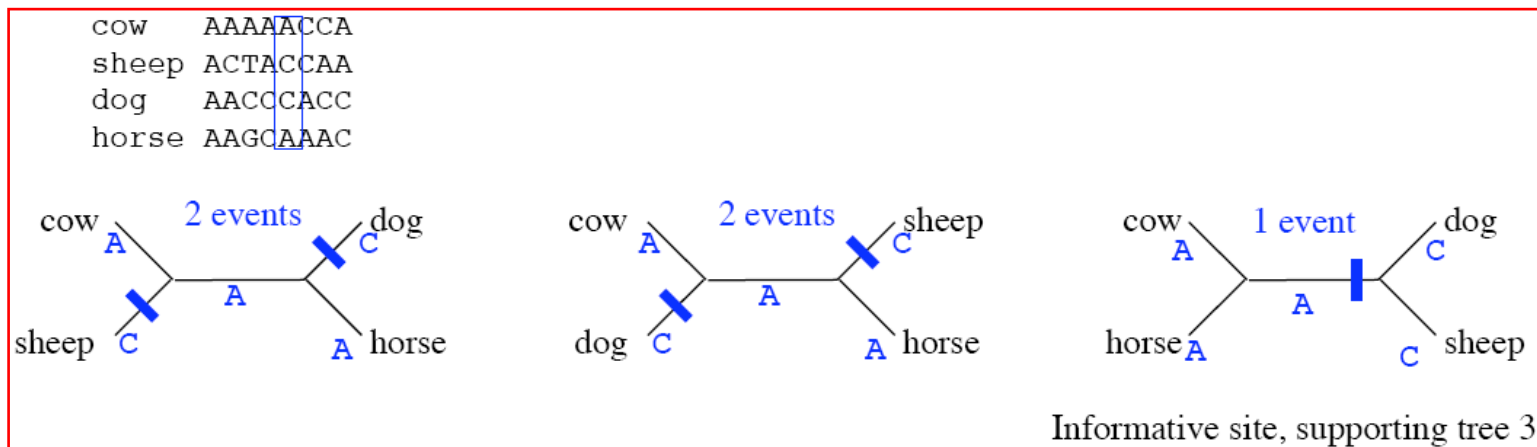 cow AAAAACCA
sheep ACTACCAA
dog AACCCACC
horse AAGCAAAC
cow 2 events dog
A C
A
sheep C A horse
cow 2 events sheep
A C
A
dog C A horse
cow 1 event dog
A C
A
horse A C sheep
Informative site, supporting tree 3